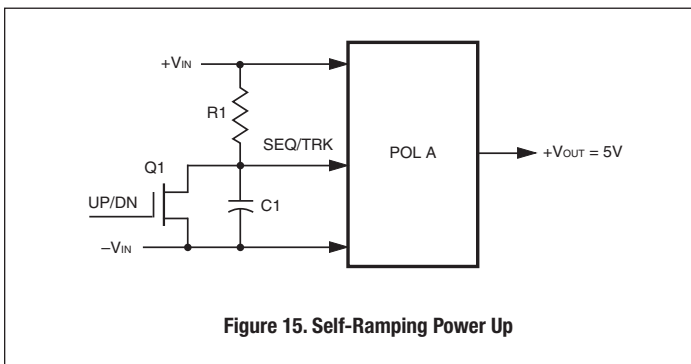 +VIN
R1
SEQ/TRK
POL A
+VOUT = 5V
Q1
UP/DN
C1
–VIN
Figure 15. Self-Ramping Power Up